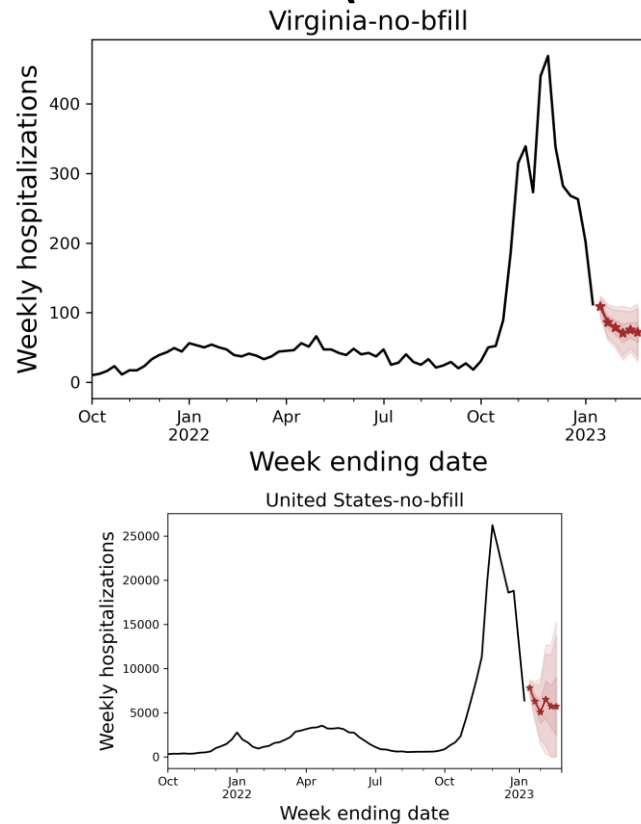 Virginia-no-bfill
Weekly hospitalizations
400
300
200
100
0
Oct Jan Apr Jul Oct Jan
2022 2023
Week ending date
United States-no-bfill
Weekly hospitalizations
25000
20000
15000
10000
5000
0
Oct Jan Apr Jul Oct Jan
2022 2023
Week ending date